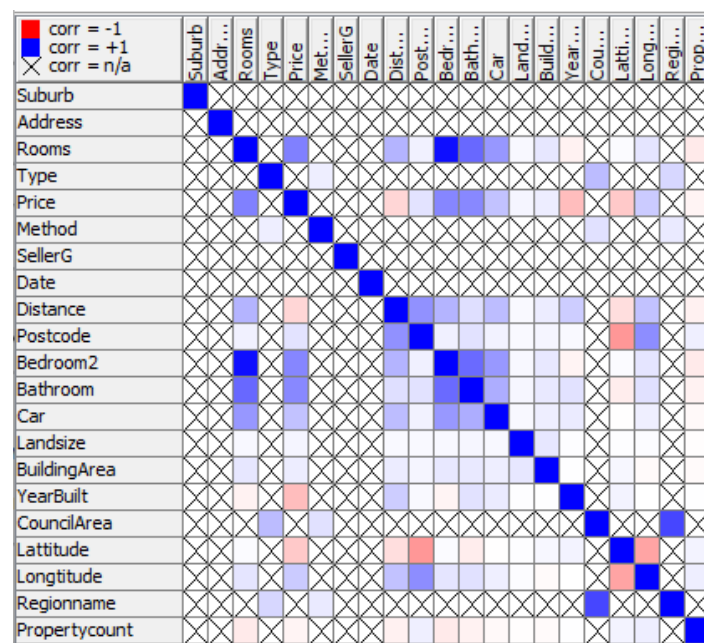 corr = -1
corr = +1
corr = n/a
Suburb
Addr...
Rooms
Type
Price
Met...
SellerG
Date
Dist...
Post...
Bedr...
Bath...
Car
Land...
Build...
Year...
Cou...
Latti...
Long...
Regi...
Prop...
Suburb
Address
Rooms
Type
Price
Method
SellerG
Date
Distance
Postcode
Bedroom2
Bathroom
Car
Landsize
BuildingArea
YearBuilt
CouncilArea
Lattitude
Longtitude
Regionname
Propertycount